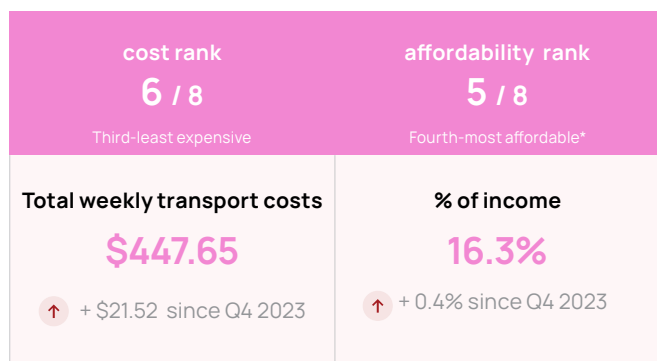 cost rank
6 / 8
Third-least expensive
affordability rank
5 / 8
Fourth-most affordable*
Total weekly transport costs
$447.65
+ $21.52 since Q4 2023
% of income
16.3%
+ 0.4% since Q4 2023